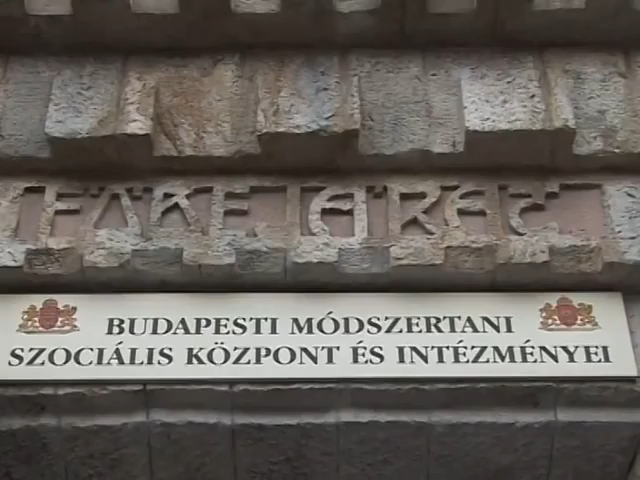 BUDAPESTI MÓDSZERTANI
SZOCIÁLIS KÖZPONT ÉS INTÉZMÉNYEI